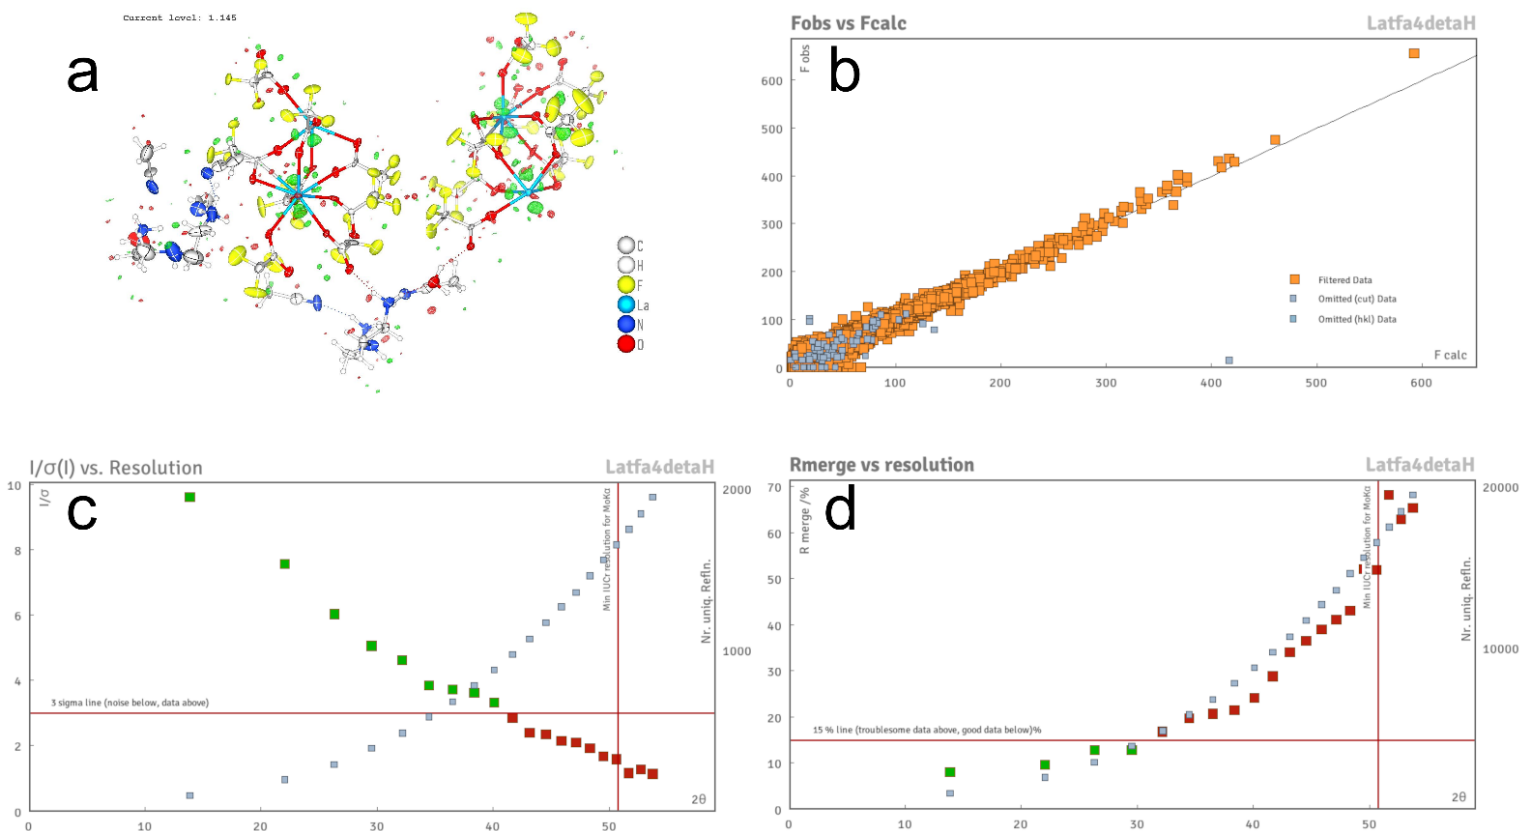 Current level: 1.145
a
C
H
F
La
N
O
Fobs vs Fcalc
Latfa4detaH
b
F obs
600
500
400
300
200
100
0
Filtered Data
Omitted (cut) Data
Omitted (hkl) Data
F calc
0 100 200 300 400 500 600
I/σ(I) vs. Resolution
Latfa4detaH
c
I/σ
10
8
6
4
2
0
3 sigma line (noise below, data above)
Min IUCr resolution for MoKα
2000
1000
Nr. uniq. Refln.
2θ
0 10 20 30 40 50
Rmerge vs resolution
Latfa4detaH
d
R merge /%
70
60
50
40
30
20
10
0
15 % line (troublesome data above, good data below)%
Min IUCr resolution for MoKα
20000
10000
Nr. uniq. Refln.
2θ
0 10 20 30 40 50